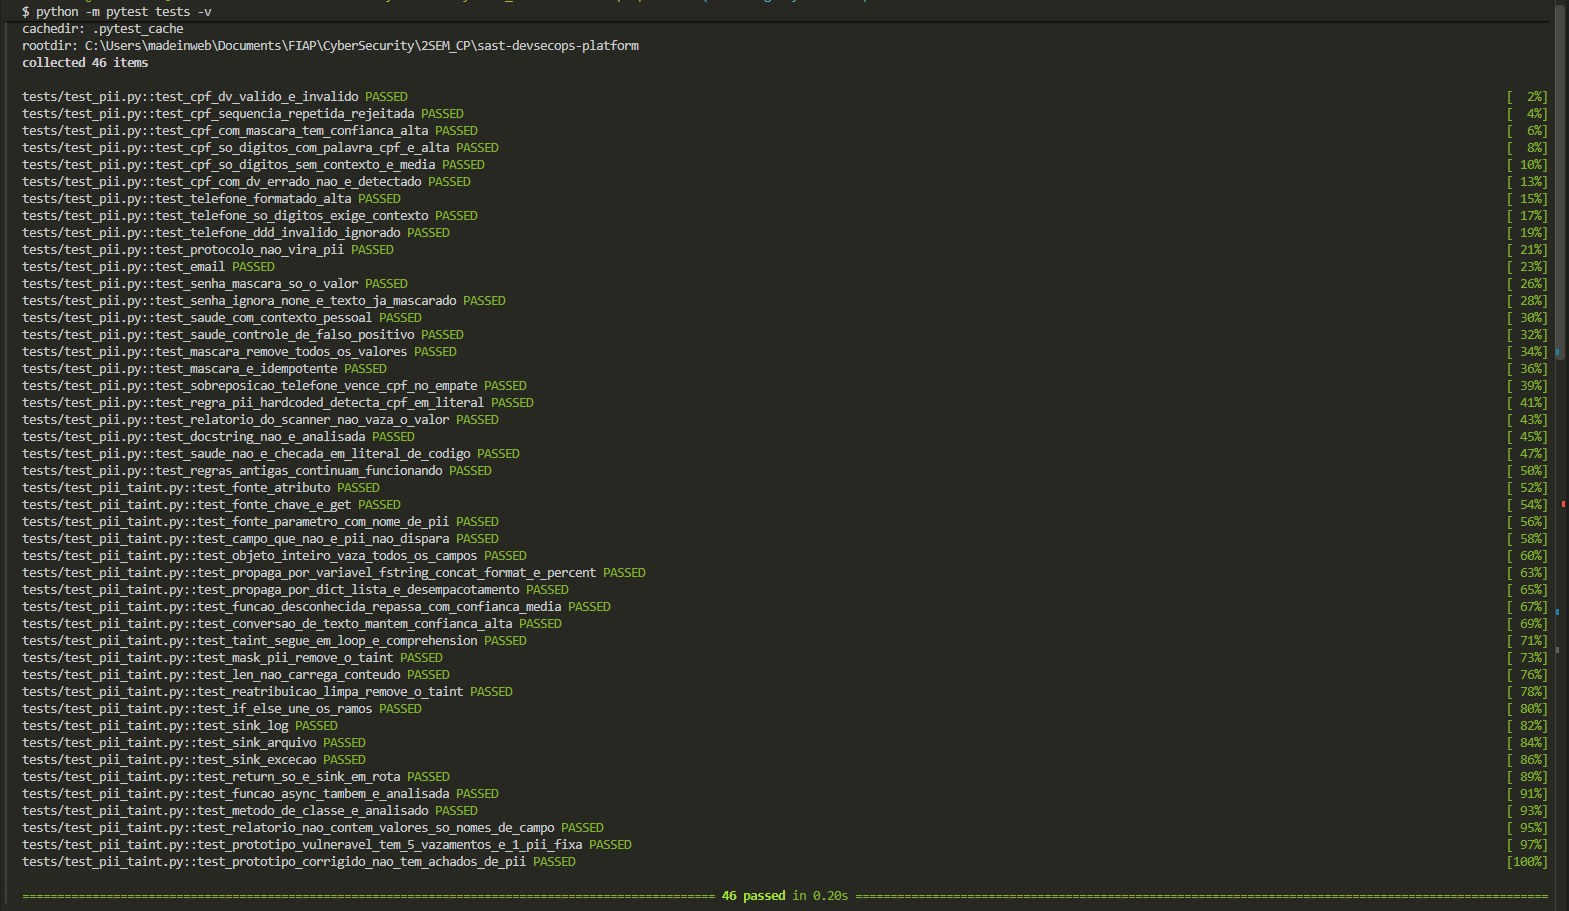 $ python -m pytest tests -v
cachedir: .pytest_cache
rootdir: C:\Users\madeinweb\Documents\FIAP\CyberSecurity\2SEM_CP\sast-devsecops-platform
collected 46 items
tests/test_pii.py::test_cpf_dv_valido_e_invalido PASSED [  2%]
tests/test_pii.py::test_cpf_sequencia_repetida_rejeitada PASSED [  4%]
tests/test_pii.py::test_cpf_com_mascara_tem_confianca_alta PASSED [  6%]
tests/test_pii.py::test_cpf_so_digitos_com_palavra_cpf_e_alta PASSED [  8%]
tests/test_pii.py::test_cpf_so_digitos_sem_contexto_e_media PASSED [ 10%]
tests/test_pii.py::test_cpf_com_dv_errado_nao_e_detectado PASSED [ 13%]
tests/test_pii.py::test_telefone_formatado_alta PASSED [ 15%]
tests/test_pii.py::test_telefone_so_digitos_exige_contexto PASSED [ 17%]
tests/test_pii.py::test_telefone_ddd_invalido_ignorado PASSED [ 19%]
tests/test_pii.py::test_protocolo_nao_vira_pii PASSED [ 21%]
tests/test_pii.py::test_email PASSED [ 23%]
tests/test_pii.py::test_senha_mascara_so_o_valor PASSED [ 26%]
tests/test_pii.py::test_senha_ignora_none_e_texto_ja_mascarado PASSED [ 28%]
tests/test_pii.py::test_saude_com_contexto_pessoal PASSED [ 30%]
tests/test_pii.py::test_saude_controle_de_falso_positivo PASSED [ 32%]
tests/test_pii.py::test_mascara_remove_todos_os_valores PASSED [ 34%]
tests/test_pii.py::test_mascara_e_idempotente PASSED [ 36%]
tests/test_pii.py::test_sobreposicao_telefone_vence_cpf_no_empate PASSED [ 39%]
tests/test_pii.py::test_regra_pii_hardcoded_detecta_cpf_em_literal PASSED [ 41%]
tests/test_pii.py::test_relatorio_do_scanner_nao_vaza_o_valor PASSED [ 43%]
tests/test_pii.py::test_docstring_nao_e_analisada PASSED [ 45%]
tests/test_pii.py::test_saude_nao_e_checada_em_literal_de_codigo PASSED [ 47%]
tests/test_pii.py::test_regras_antigas_continuam_funcionando PASSED [ 50%]
tests/test_pii_taint.py::test_fonte_atributo PASSED [ 52%]
tests/test_pii_taint.py::test_fonte_chave_e_get PASSED [ 54%]
tests/test_pii_taint.py::test_fonte_parametro_com_nome_de_pii PASSED [ 56%]
tests/test_pii_taint.py::test_campo_que_nao_e_pii_nao_dispara PASSED [ 58%]
tests/test_pii_taint.py::test_objeto_inteiro_vaza_todos_os_campos PASSED [ 60%]
tests/test_pii_taint.py::test_propaga_por_variavel_fstring_concat_format_e_percent PASSED [ 63%]
tests/test_pii_taint.py::test_propaga_por_dict_lista_e_desempacotamento PASSED [ 65%]
tests/test_pii_taint.py::test_funcao_desconhecida_repassa_com_confianca_media PASSED [ 67%]
tests/test_pii_taint.py::test_conversao_de_texto_mantem_confianca_alta PASSED [ 69%]
tests/test_pii_taint.py::test_taint_segue_em_loop_e_comprehension PASSED [ 71%]
tests/test_pii_taint.py::test_mask_pii_remove_o_taint PASSED [ 73%]
tests/test_pii_taint.py::test_len_nao_carrega_conteudo PASSED [ 76%]
tests/test_pii_taint.py::test_reatribuicao_limpa_remove_o_taint PASSED [ 78%]
tests/test_pii_taint.py::test_if_else_une_os_ramos PASSED [ 80%]
tests/test_pii_taint.py::test_sink_log PASSED [ 82%]
tests/test_pii_taint.py::test_sink_arquivo PASSED [ 84%]
tests/test_pii_taint.py::test_sink_excecao PASSED [ 86%]
tests/test_pii_taint.py::test_return_so_e_sink_em_rota PASSED [ 89%]
tests/test_pii_taint.py::test_funcao_async_tambem_e_analisada PASSED [ 91%]
tests/test_pii_taint.py::test_metodo_de_classe_e_analisado PASSED [ 93%]
tests/test_pii_taint.py::test_relatorio_nao_contem_valores_so_nomes_de_campo PASSED [ 95%]
tests/test_pii_taint.py::test_prototipo_vulneravel_tem_5_vazamentos_e_1_pii_fixa PASSED [ 97%]
tests/test_pii_taint.py::test_prototipo_corrigido_nao_tem_achados_de_pii PASSED [100%]
46 passed in 0.20s